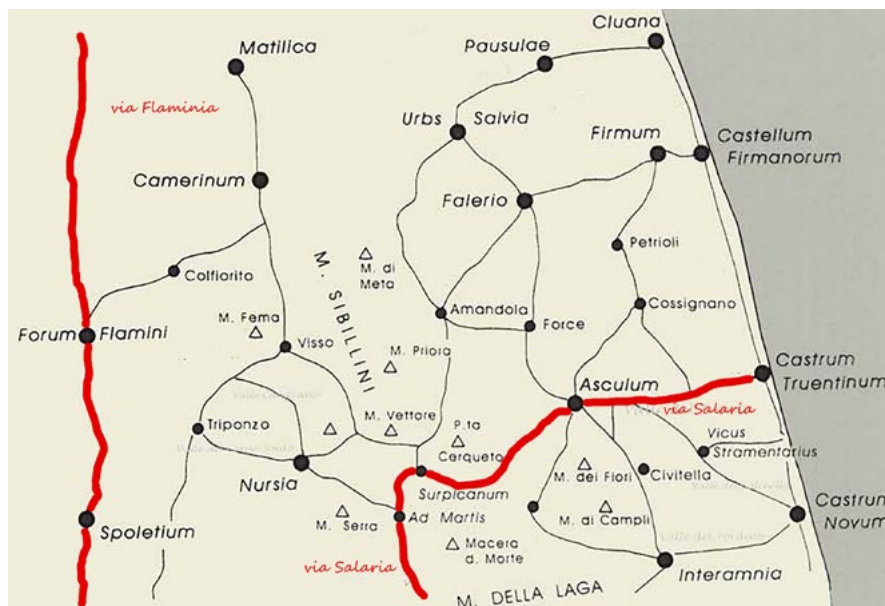 Cluana
Matilica
Pausulae
via Flaminia
Urbs Salvia
Firmum
Castellum
Firmanorum
Camerinum
Falerio
Petrioli
Colfiorito
M. di
Meta
M. SIBILLINI
Amandola
Cossignano
M. Fema
Forum Flamini
Visso
Force
M. Priora
Castrum
Truentinum
Asculum
via Salaria
Triponzo
M. Vettore
P.ta
Cerqueto
Vicus
Stramentarius
Nursia
Surpicanum
M. dei Fiori
Civitella
Spoletium
M. Serra
Ad Martis
M. di Campli
Castrum
Novum
Macera
d. Morte
via Salaria
Interamnia
M. DELLA LAGA